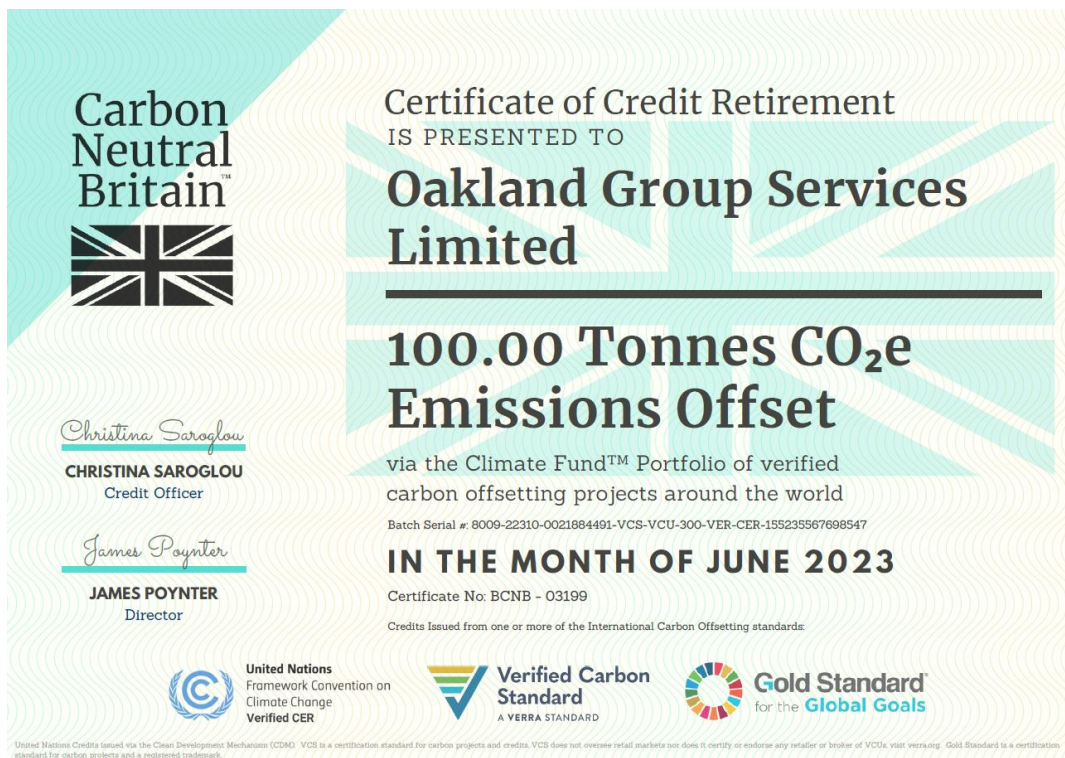 Carbon
Neutral
Britain™
Certificate of Credit Retirement
IS PRESENTED TO
Oakland Group Services
Limited
100.00 Tonnes CO₂e
Emissions Offset
via the Climate Fund™ Portfolio of verified
carbon offsetting projects around the world
Batch Serial #: 8009-22310-0021884491-VCS-VCU-300-VER-CER-155235567698547
IN THE MONTH OF JUNE 2023
Certificate No: BCNB - 03199
Credits Issued from one or more of the International Carbon Offsetting standards:
Christina Saroglou
CHRISTINA SAROGLOU
Credit Officer
James Poynter
JAMES POYNTER
Director
United Nations
Framework Convention on
Climate Change
Verified CER
Verified Carbon
Standard
A VERRA STANDARD
Gold Standard®
for the Global Goals
United Nations Credits issued via the Clean Development Mechanism (CDM). VCS is a certification standard for carbon projects and credits, VCS does not oversee retail markets nor does it certify or endorse any retailer or broker of VCUs, visit verra.org. Gold Standard is a certification
standard for carbon projects and a registered trademark.